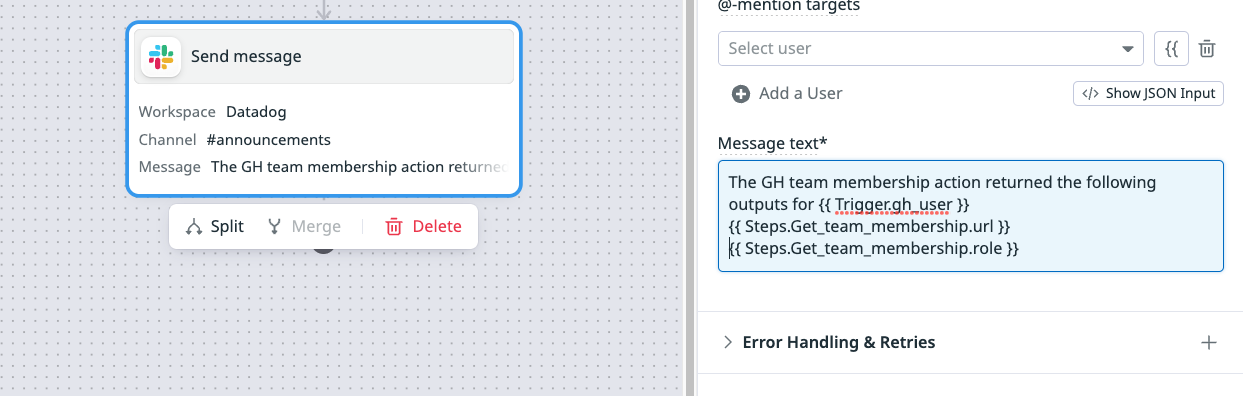 Send message
Workspace Datadog
Channel #announcements
Message The GH team membership action returned
Split
Merge
Delete
@-mention targets
Select user
{{
Add a User
</> Show JSON Input
Message text*
The GH team membership action returned the following
outputs for {{ Trigger.gh_user }}
{{ Steps.Get_team_membership.url }}
{{ Steps.Get_team_membership.role }}
Error Handling & Retries